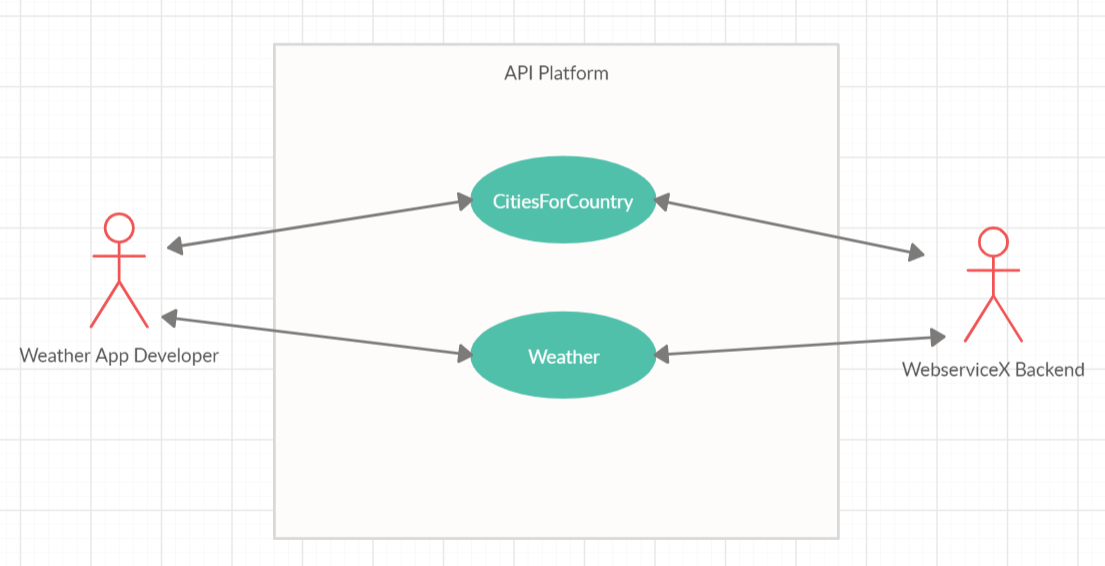 API Platform
CitiesForCountry
Weather
Weather App Developer
WebserviceX Backend